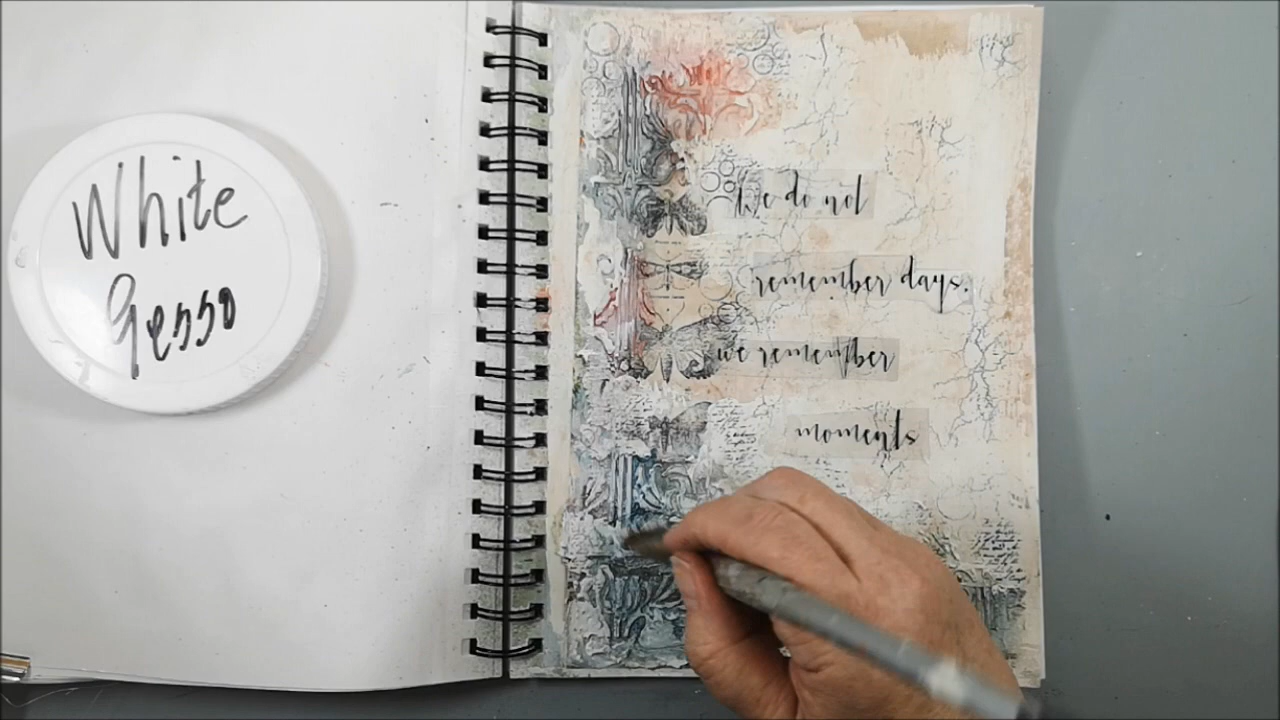 White
Gesso
We do not
remember days.
we remember
moments